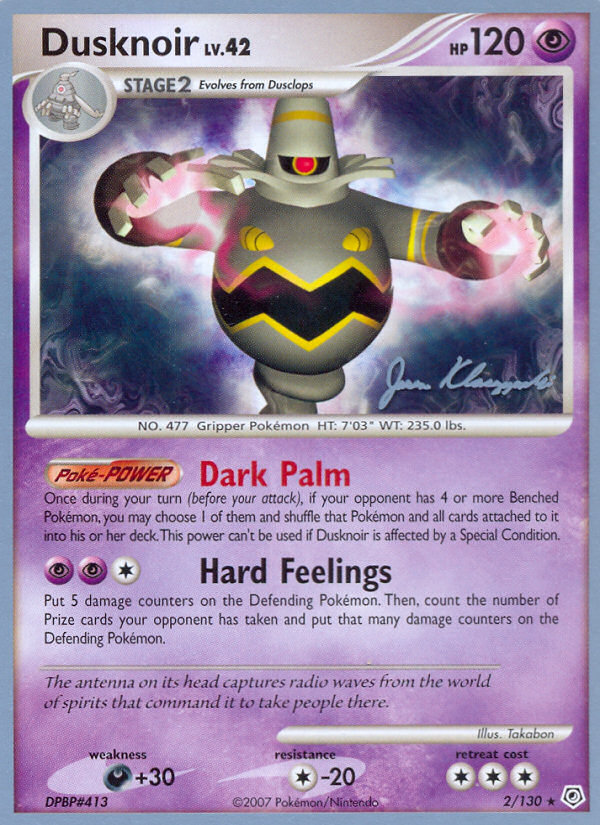 Dusknoir LV.42
HP 120
STAGE2 Evolves from Dusclops
NO. 477 Gripper Pokémon HT: 7'03" WT: 235.0 lbs.
Poké-POWER Dark Palm
Once during your turn (before your attack), if your opponent has 4 or more Benched
Pokémon, you may choose 1 of them and shuffle that Pokémon and all cards attached to it
into his or her deck. This power can't be used if Dusknoir is affected by a Special Condition.
Hard Feelings
Put 5 damage counters on the Defending Pokémon. Then, count the number of
Prize cards your opponent has taken and put that many damage counters on the
Defending Pokémon.
The antenna on its head captures radio waves from the world
of spirits that command it to take people there.
Illus. Takabon
weakness resistance retreat cost
+30 -20
DPBP#413 ©2007 Pokémon/Nintendo 2/130